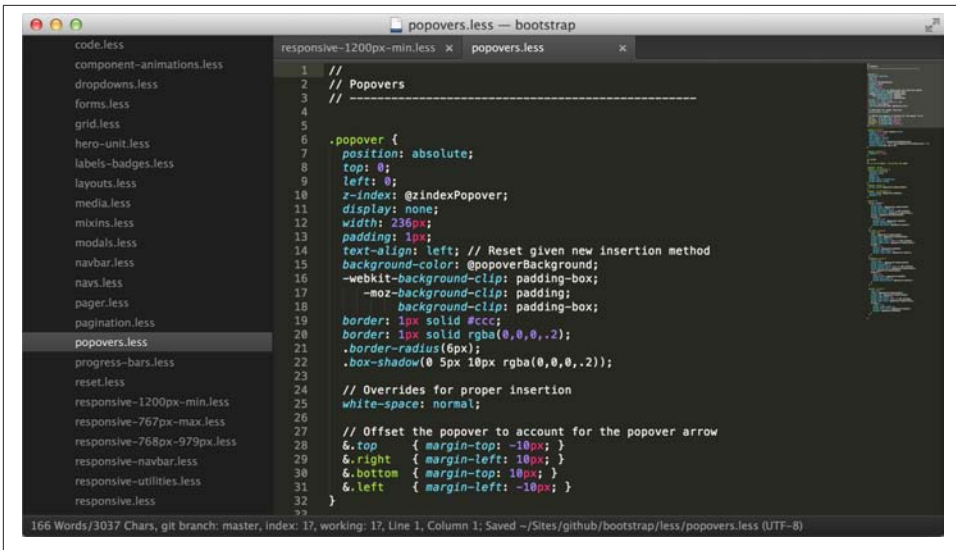 popovers.less — bootstrap
code.less
component-animations.less
dropdowns.less
forms.less
grid.less
hero-unit.less
labels-badges.less
layouts.less
media.less
mixins.less
modals.less
navbar.less
navs.less
pager.less
pagination.less
popovers.less
progress-bars.less
reset.less
responsive-1200px-min.less
responsive-767px-max.less
responsive-768px-979px.less
responsive-navbar.less
responsive-utilities.less
responsive.less
responsive-1200px-min.less × popovers.less ×
1 //
2 // Popovers
3 // --------------------------------------------------
4
5
6 .popover {
7 position: absolute;
8 top: 0;
9 left: 0;
10 z-index: @zindexPopover;
11 display: none;
12 width: 236px;
13 padding: 1px;
14 text-align: left; // Reset given new insertion method
15 background-color: @popoverBackground;
16 -webkit-background-clip: padding-box;
17 -moz-background-clip: padding;
18 background-clip: padding-box;
19 border: 1px solid #ccc;
20 border: 1px solid rgba(0,0,0,.2);
21 .border-radius(6px);
22 .box-shadow(0 5px 10px rgba(0,0,0,.2));
23
24 // Overrides for proper insertion
25 white-space: normal;
26
27 // Offset the popover to account for the popover arrow
28 &.top { margin-top: -10px; }
29 &.right { margin-left: 10px; }
30 &.bottom { margin-top: 10px; }
31 &.left { margin-left: -10px; }
32 }
33
166 Words/3037 Chars, git branch: master, index: 1?, working: 1?, Line 1, Column 1; Saved ~/Sites/github/bootstrap/less/popovers.less (UTF-8)